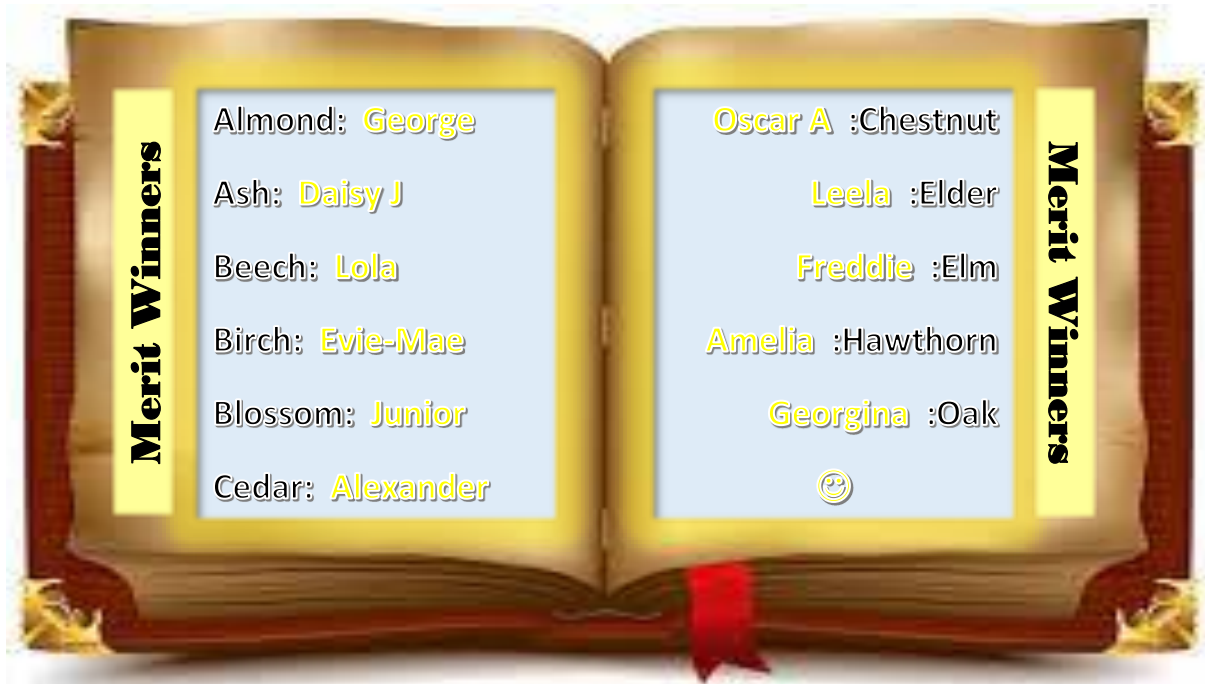 Merit Winners
Almond: George
Ash: Daisy J
Beech: Lola
Birch: Evie-Mae
Blossom: Junior
Cedar: Alexander
Oscar A :Chestnut
Leela :Elder
Freddie :Elm
Amelia :Hawthorn
Georgina :Oak
☺
Merit Winners